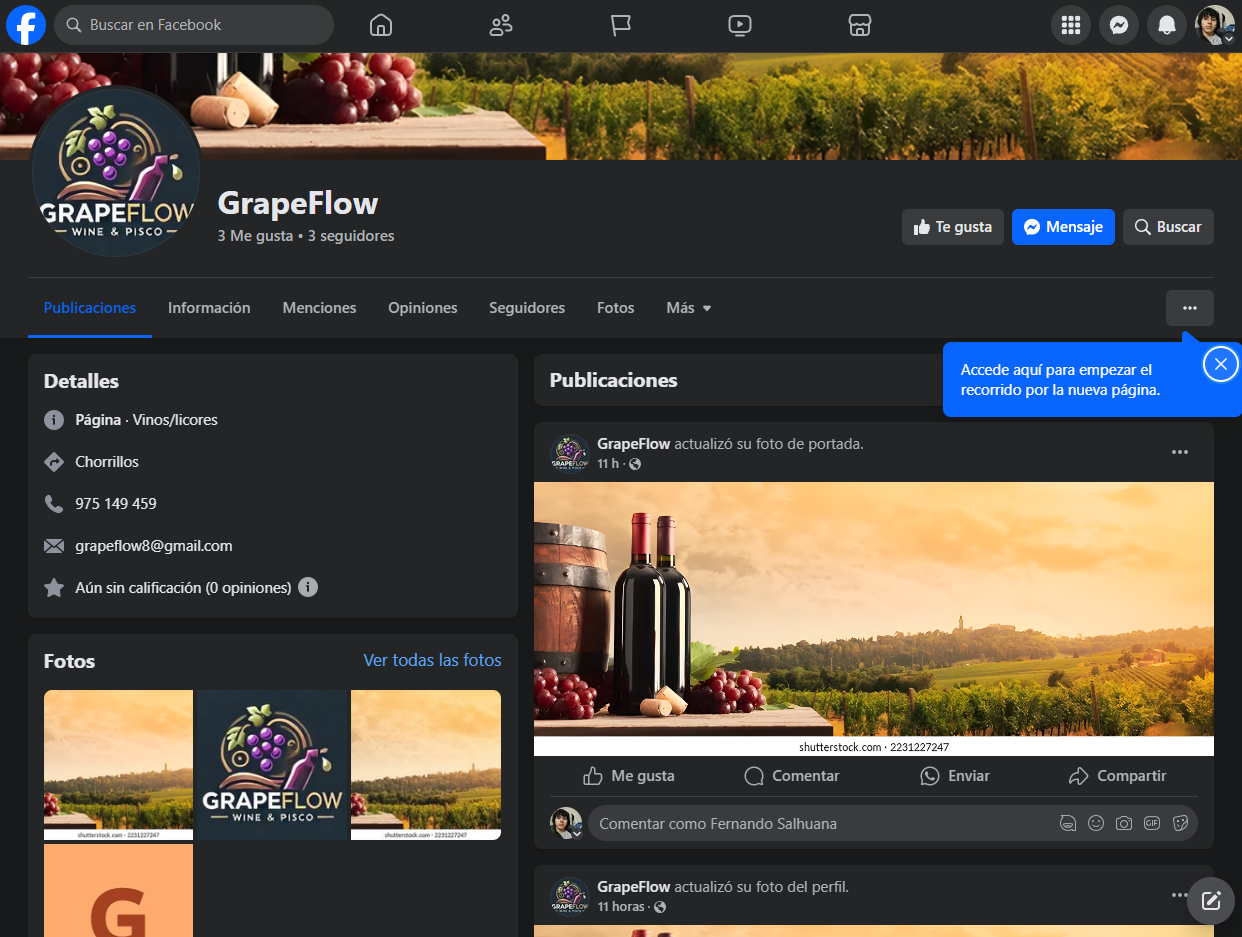 Buscar en Facebook
GRAPEFLOW
WINE & PISCO
GrapeFlow
3 Me gusta • 3 seguidores
Te gusta
Mensaje
Buscar
Publicaciones
Información
Menciones
Opiniones
Seguidores
Fotos
Más
Accede aquí para empezar el
recorrido por la nueva página.
Detalles
Página · Vinos/licores
Chorrillos
975 149 459
grapeflow8@gmail.com
Aún sin calificación (0 opiniones)
Fotos
Ver todas las fotos
shutterstock.com · 2231227247
GRAPEFLOW
WINE & PISCO
shutterstock.com · 2231227247
G
Publicaciones
GRAPEFLOW
GrapeFlow actualizó su foto de portada.
11 h ·
shutterstock.com · 2231227247
Me gusta
Comentar
Enviar
Compartir
Comentar como Fernando Salhuana
GIF
GRAPEFLOW
GrapeFlow actualizó su foto del perfil.
11 horas ·